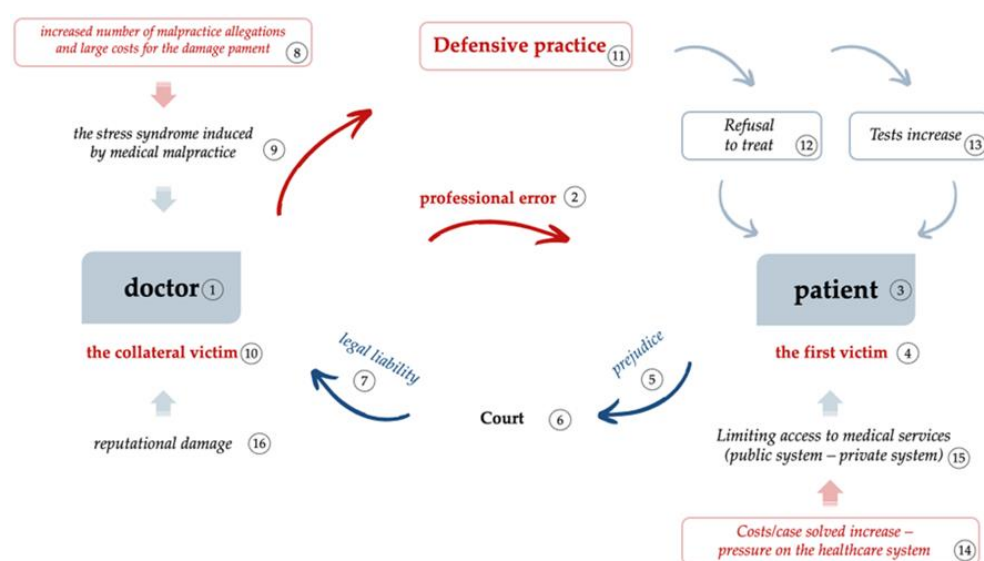 increased number of malpractice allegations
and large costs for the damage pament 8
Defensive practice 11
the stress syndrome induced
by medical malpractice 9
Refusal
to treat 12
Tests increase 13
professional error 2
doctor 1
patient 3
the collateral victim 10
legal liability
7
prejudice
5
the first victim 4
Court 6
reputational damage 16
Limiting access to medical services
(public system – private system) 15
Costs/case solved increase –
pressure on the healthcare system 14